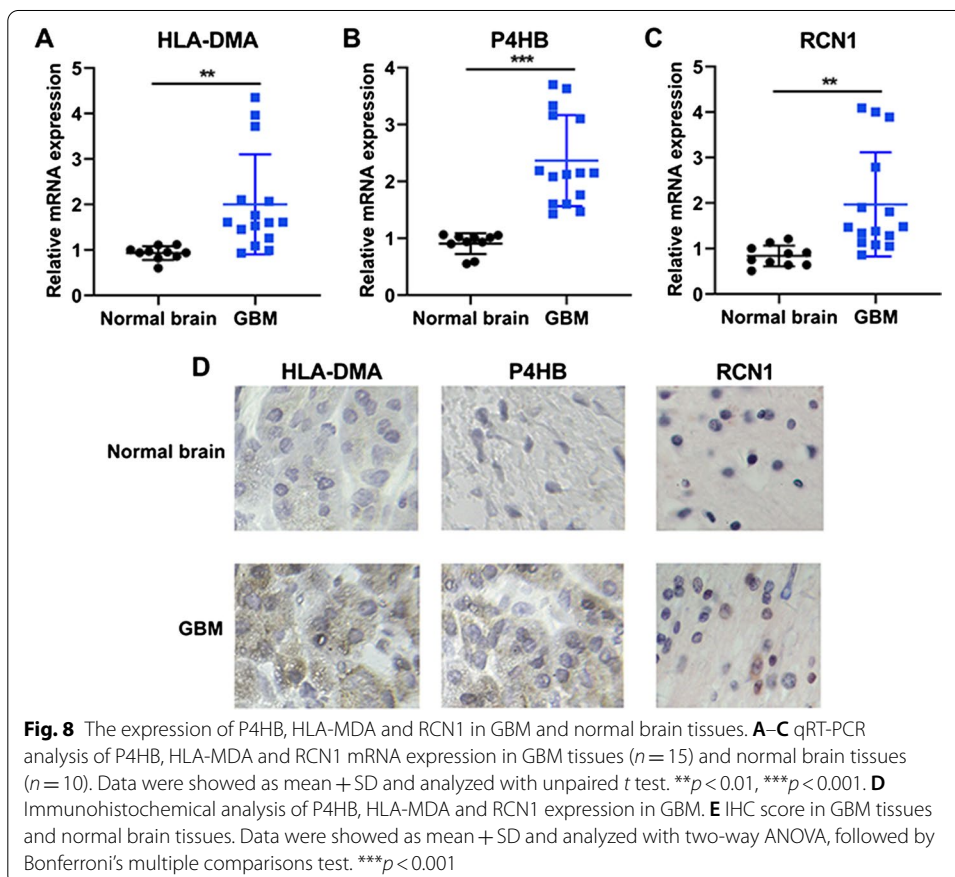 A HLA-DMA
Relative mRNA expression
5
4
3
2
1
0
**
Normal brain GBM
B P4HB
Relative mRNA expression
4
3
2
1
0
***
Normal brain GBM
C RCN1
Relative mRNA expression
5
4
3
2
1
0
**
Normal brain GBM
D HLA-DMA P4HB RCN1
Normal brain
GBM
Fig. 8 The expression of P4HB, HLA-MDA and RCN1 in GBM and normal brain tissues. A–C qRT-PCR
analysis of P4HB, HLA-MDA and RCN1 mRNA expression in GBM tissues (n = 15) and normal brain tissues
(n = 10). Data were showed as mean + SD and analyzed with unpaired t test. **p < 0.01, ***p < 0.001. D
Immunohistochemical analysis of P4HB, HLA-MDA and RCN1 expression in GBM. E IHC score in GBM tissues
and normal brain tissues. Data were showed as mean + SD and analyzed with two-way ANOVA, followed by
Bonferroni's multiple comparisons test. ***p < 0.001